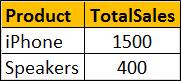 Product TotalSales
iPhone 1500
Speakers 400